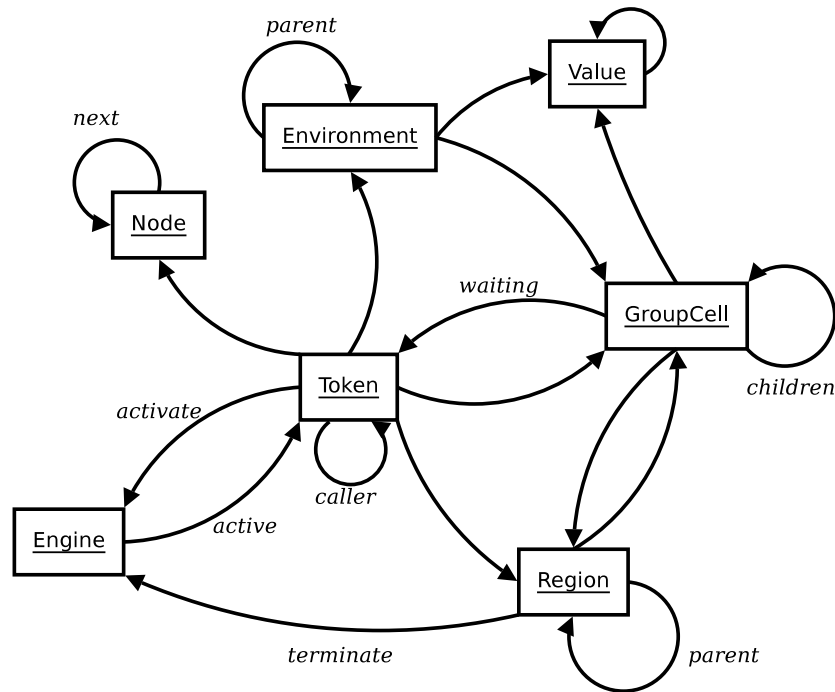 parent
Value
next
Environment
Node
waiting
GroupCell
Token
children
activate
caller
active
Engine
Region
terminate
parent